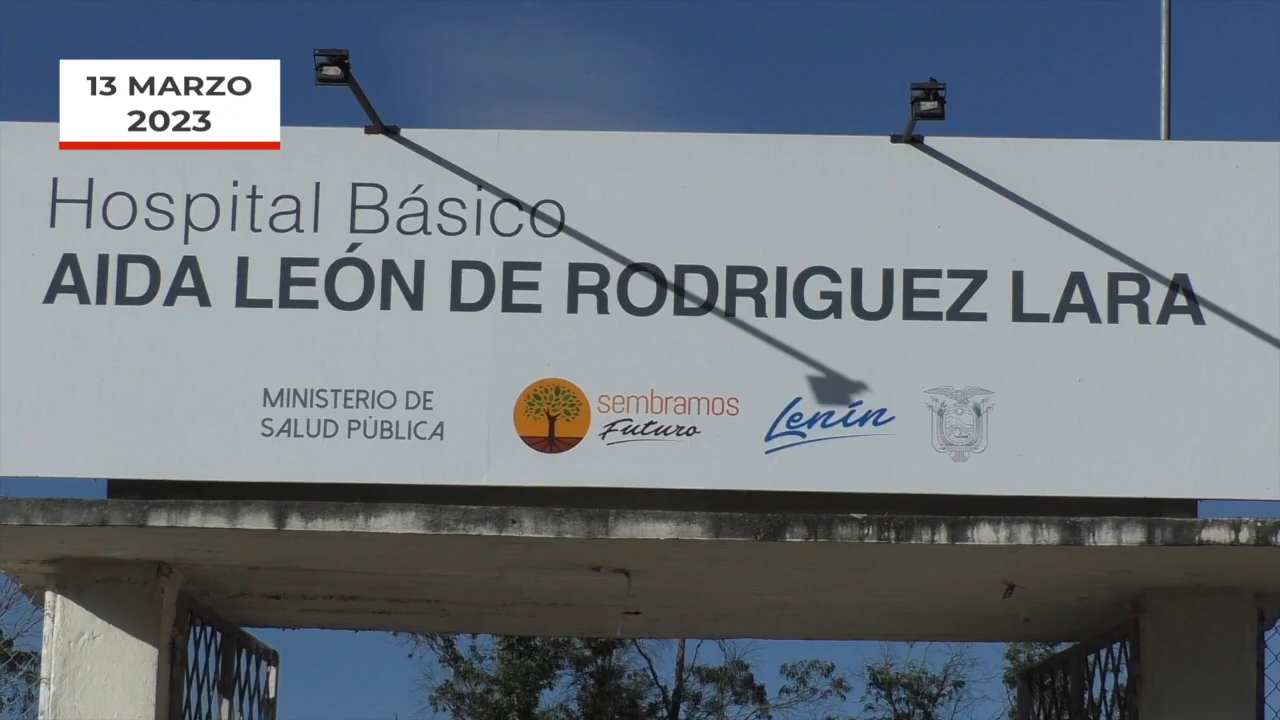 13 MARZO
2023
Hospital Básico
AIDA LEÓN DE RODRIGUEZ LARA
MINISTERIO DE
SALUD PÚBLICA
sembramos
Futuro
Lenín